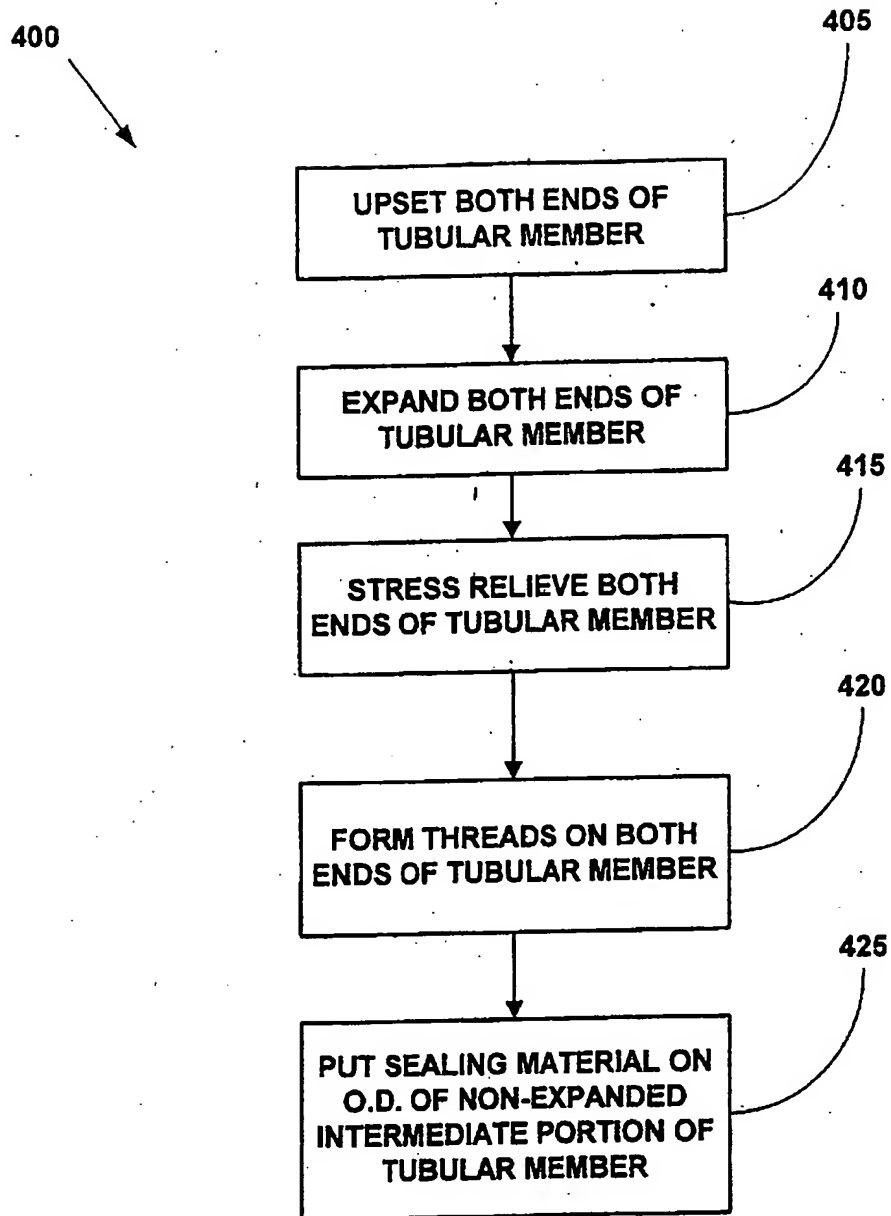 400
405
UPSET BOTH ENDS OF
TUBULAR MEMBER
410
EXPAND BOTH ENDS OF
TUBULAR MEMBER
415
STRESS RELIEVE BOTH
ENDS OF TUBULAR MEMBER
420
FORM THREADS ON BOTH
ENDS OF TUBULAR MEMBER
425
PUT SEALING MATERIAL ON
O.D. OF NON-EXPANDED
INTERMEDIATE PORTION OF
TUBULAR MEMBER